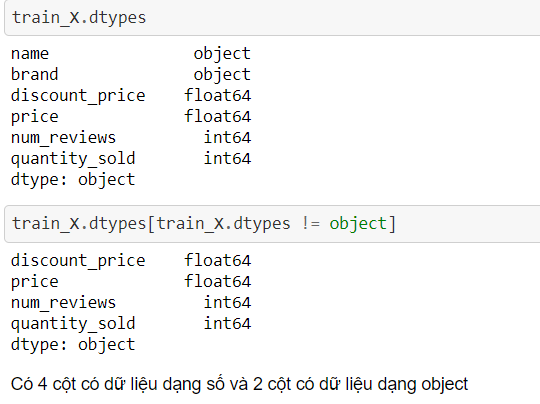 train_X.dtypes
name object
brand object
discount_price float64
price float64
num_reviews int64
quantity_sold int64
dtype: object
train_X.dtypes[train_X.dtypes != object]
discount_price float64
price float64
num_reviews int64
quantity_sold int64
dtype: object
Có 4 cột có dữ liệu dạng số và 2 cột có dữ liệu dạng object